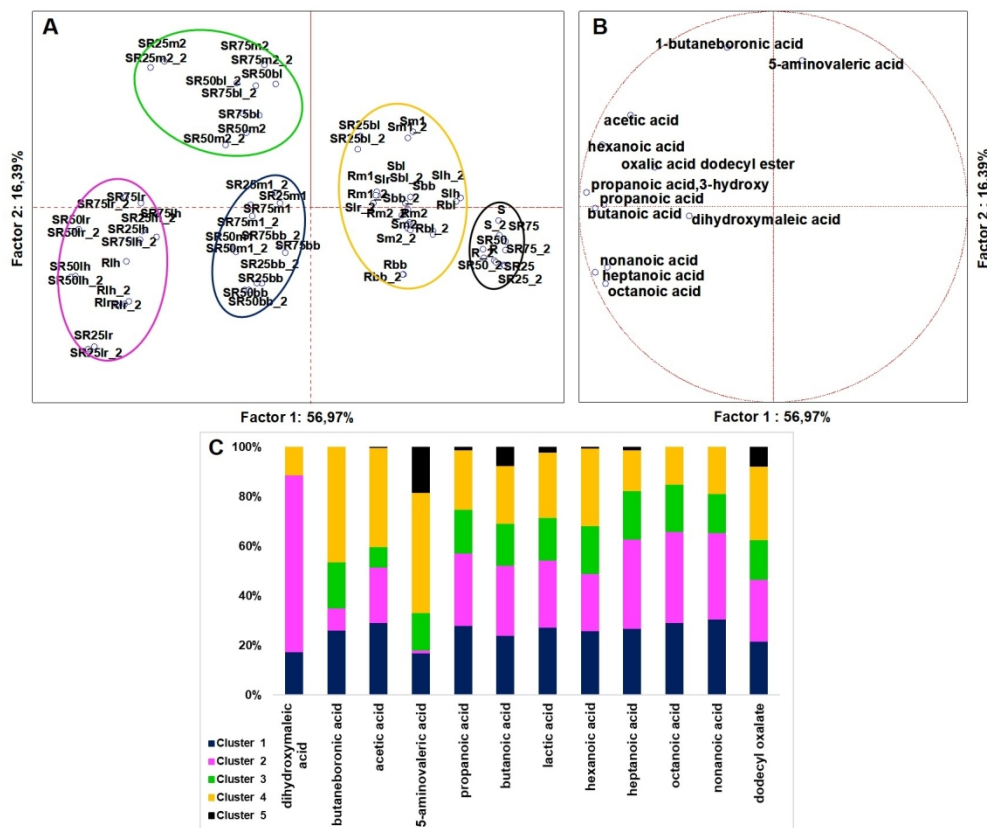 A
SR25m2
SR25m2_2
SR75m2
SR75m2_2
SR50bl
SR50bl_2
SR75bl_2
SR75bl
SR50m2
SR50m2_2
SR25bl
SR25bl_2
Sm1
Sm1_2
Sbl
Slr
Sbl_2
Sbb
Slh_2
Slh
Rbl
Rm1
Slr_2
Rm2
Rm2_2
Rbl_2
Sm2_2
Rbb
Rbb_2
S
S_2
SR75
SR50
R
SR75_2
SR50_2
SR25
SR25_2
SR25m1_2
SR25m1
SR75m1
SR75m1_2
SR50m1
SR50m1_2
SR75bb_2
SR75bb
SR25bb_2
SR25bb
SR50bb
SR50bb_2
SR75lr
SR75lr_2
SR75lh
SR50lr
SR50lr_2
SR25lh
SR75lh_2
SR50lh
SR50lh_2
Rlh
Rlh_2
Rlr
Rlr_2
SR25lr
SR25lr_2
Factor 2: 16,39%
Factor 1: 56,97%
B
1-butaneboronic acid
5-aminovaleric acid
acetic acid
hexanoic acid
oxalic acid dodecyl ester
propanoic acid,3-hydroxy
propanoic acid
butanoic acid
dihydroxymaleic acid
nonanoic acid
heptanoic acid
octanoic acid
Factor 2 : 16.39%
Factor 1 : 56,97%
C
100%
80%
60%
40%
20%
0%
Cluster 1
Cluster 2
Cluster 3
Cluster 4
Cluster 5
dihydroxymaleic
acid
butaneboronic acid
acetic acid
5-aminovaleric acid
propanoic acid
butanoic acid
lactic acid
hexanoic acid
heptanoic acid
octanoic acid
nonanoic acid
dodecyl oxalate